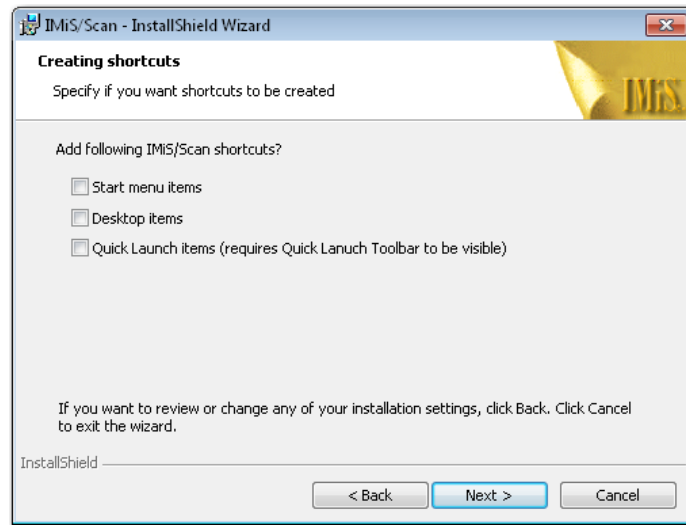 IMiS/Scan - InstallShield Wizard
Creating shortcuts
Specify if you want shortcuts to be created
IMiS.
Add following IMiS/Scan shortcuts?
Start menu items
Desktop items
Quick Launch items (requires Quick Lanuch Toolbar to be visible)
If you want to review or change any of your installation settings, click Back. Click Cancel
to exit the wizard.
InstallShield
< Back Next > Cancel